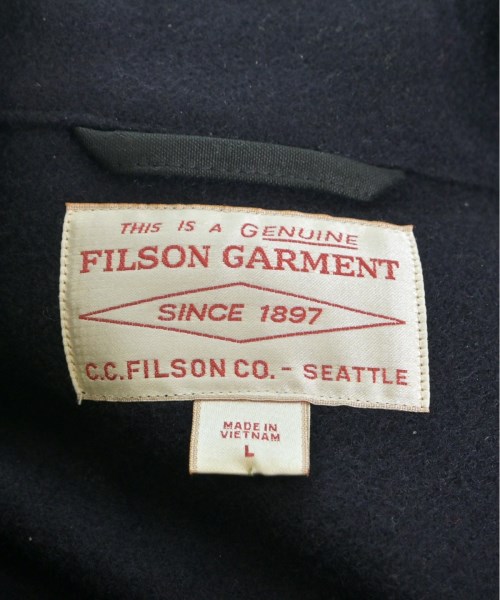 THIS IS A GENUINE
FILSON GARMENT
SINCE 1897
C.C. FILSON CO. - SEATTLE
MADE IN
VIETNAM
L